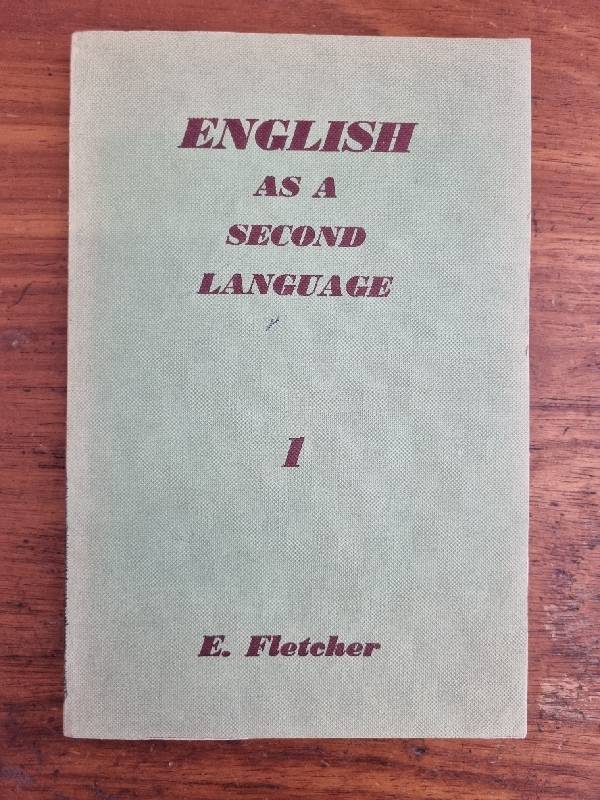 ENGLISH
AS A
SECOND
LANGUAGE
1
E. Fletcher